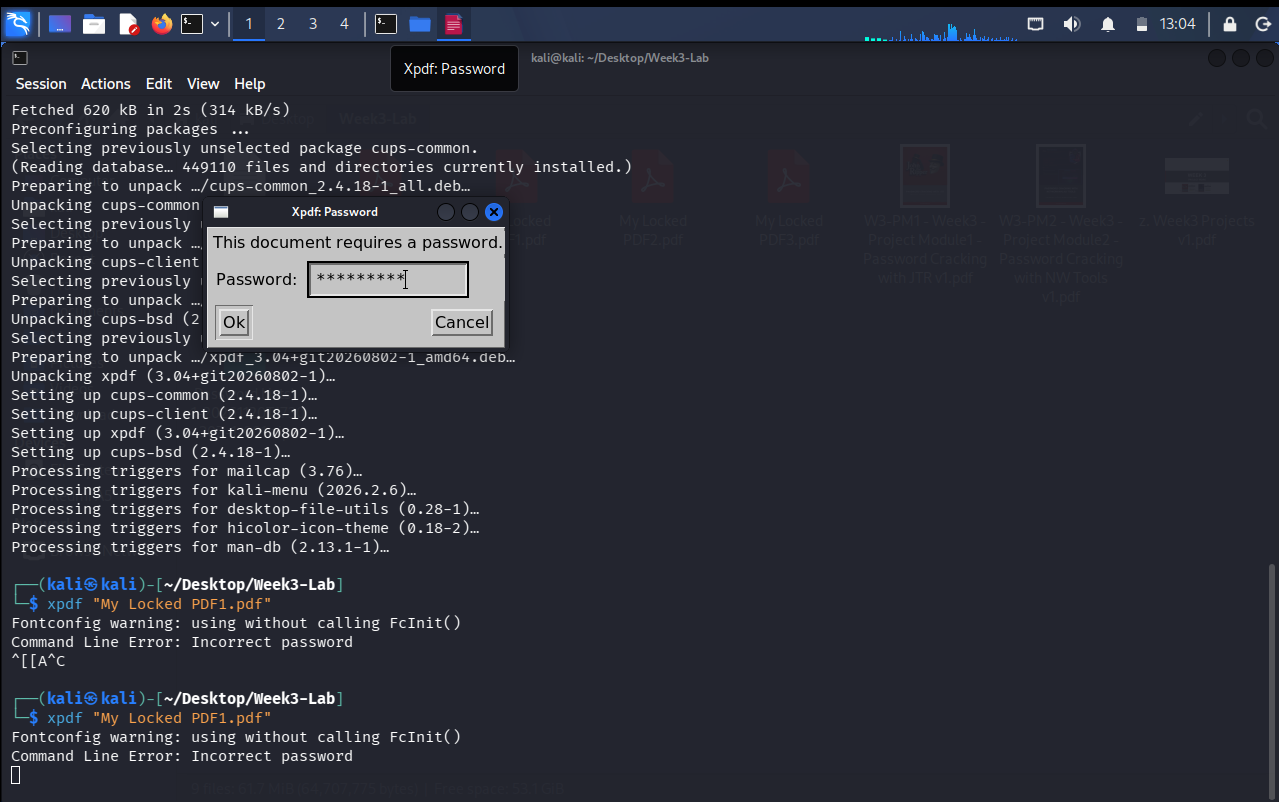 1 2 3 4 13:04
kali@kali: ~/Desktop/Week3-Lab
Xpdf: Password
Session Actions Edit View Help
Fetched 620 kB in 2s (314 kB/s)
Preconfiguring packages ...
Week3-Lab
Selecting previously unselected package cups-common.
(Reading database… 449110 files and directories currently installed.)
Preparing to unpack …/cups-common_2.4.18-1_all.deb…
Unpacking cups-common
Selecting previously
Preparing to unpack …
Unpacking cups-client
Selecting previously
Preparing to unpack …
Unpacking cups-bsd (2
Selecting previously
Xpdf: Password
This document requires a password.
Password: *********
Ok Cancel
Locked
My Locked
PDF2.pdf
My Locked
PDF3.pdf
W3-PM1 - Week3 -
Project Module1 -
Password Cracking
with JTR v1.pdf
W3-PM2 - Week3 -
Project Module2 -
Password Cracking
with NW Tools
v1.pdf
Week3 Projects
v1.pdf
Preparing to unpack …/xpdf_3.04+git20260802-1_amd64.deb…
Unpacking xpdf (3.04+git20260802-1)…
Setting up cups-common (2.4.18-1)…
Setting up cups-client (2.4.18-1)…
Setting up xpdf (3.04+git20260802-1)…
Setting up cups-bsd (2.4.18-1)…
Processing triggers for mailcap (3.76)…
Processing triggers for kali-menu (2026.2.6)…
Processing triggers for desktop-file-utils (0.28-1)…
Processing triggers for hicolor-icon-theme (0.18-2)…
Processing triggers for man-db (2.13.1-1)…
┌──(kali㉿kali)-[~/Desktop/Week3-Lab]
└─$ xpdf "My Locked PDF1.pdf"
Fontconfig warning: using without calling FcInit()
Command Line Error: Incorrect password
^[[A^C
┌──(kali㉿kali)-[~/Desktop/Week3-Lab]
└─$ xpdf "My Locked PDF1.pdf"
Fontconfig warning: using without calling FcInit()
Command Line Error: Incorrect password